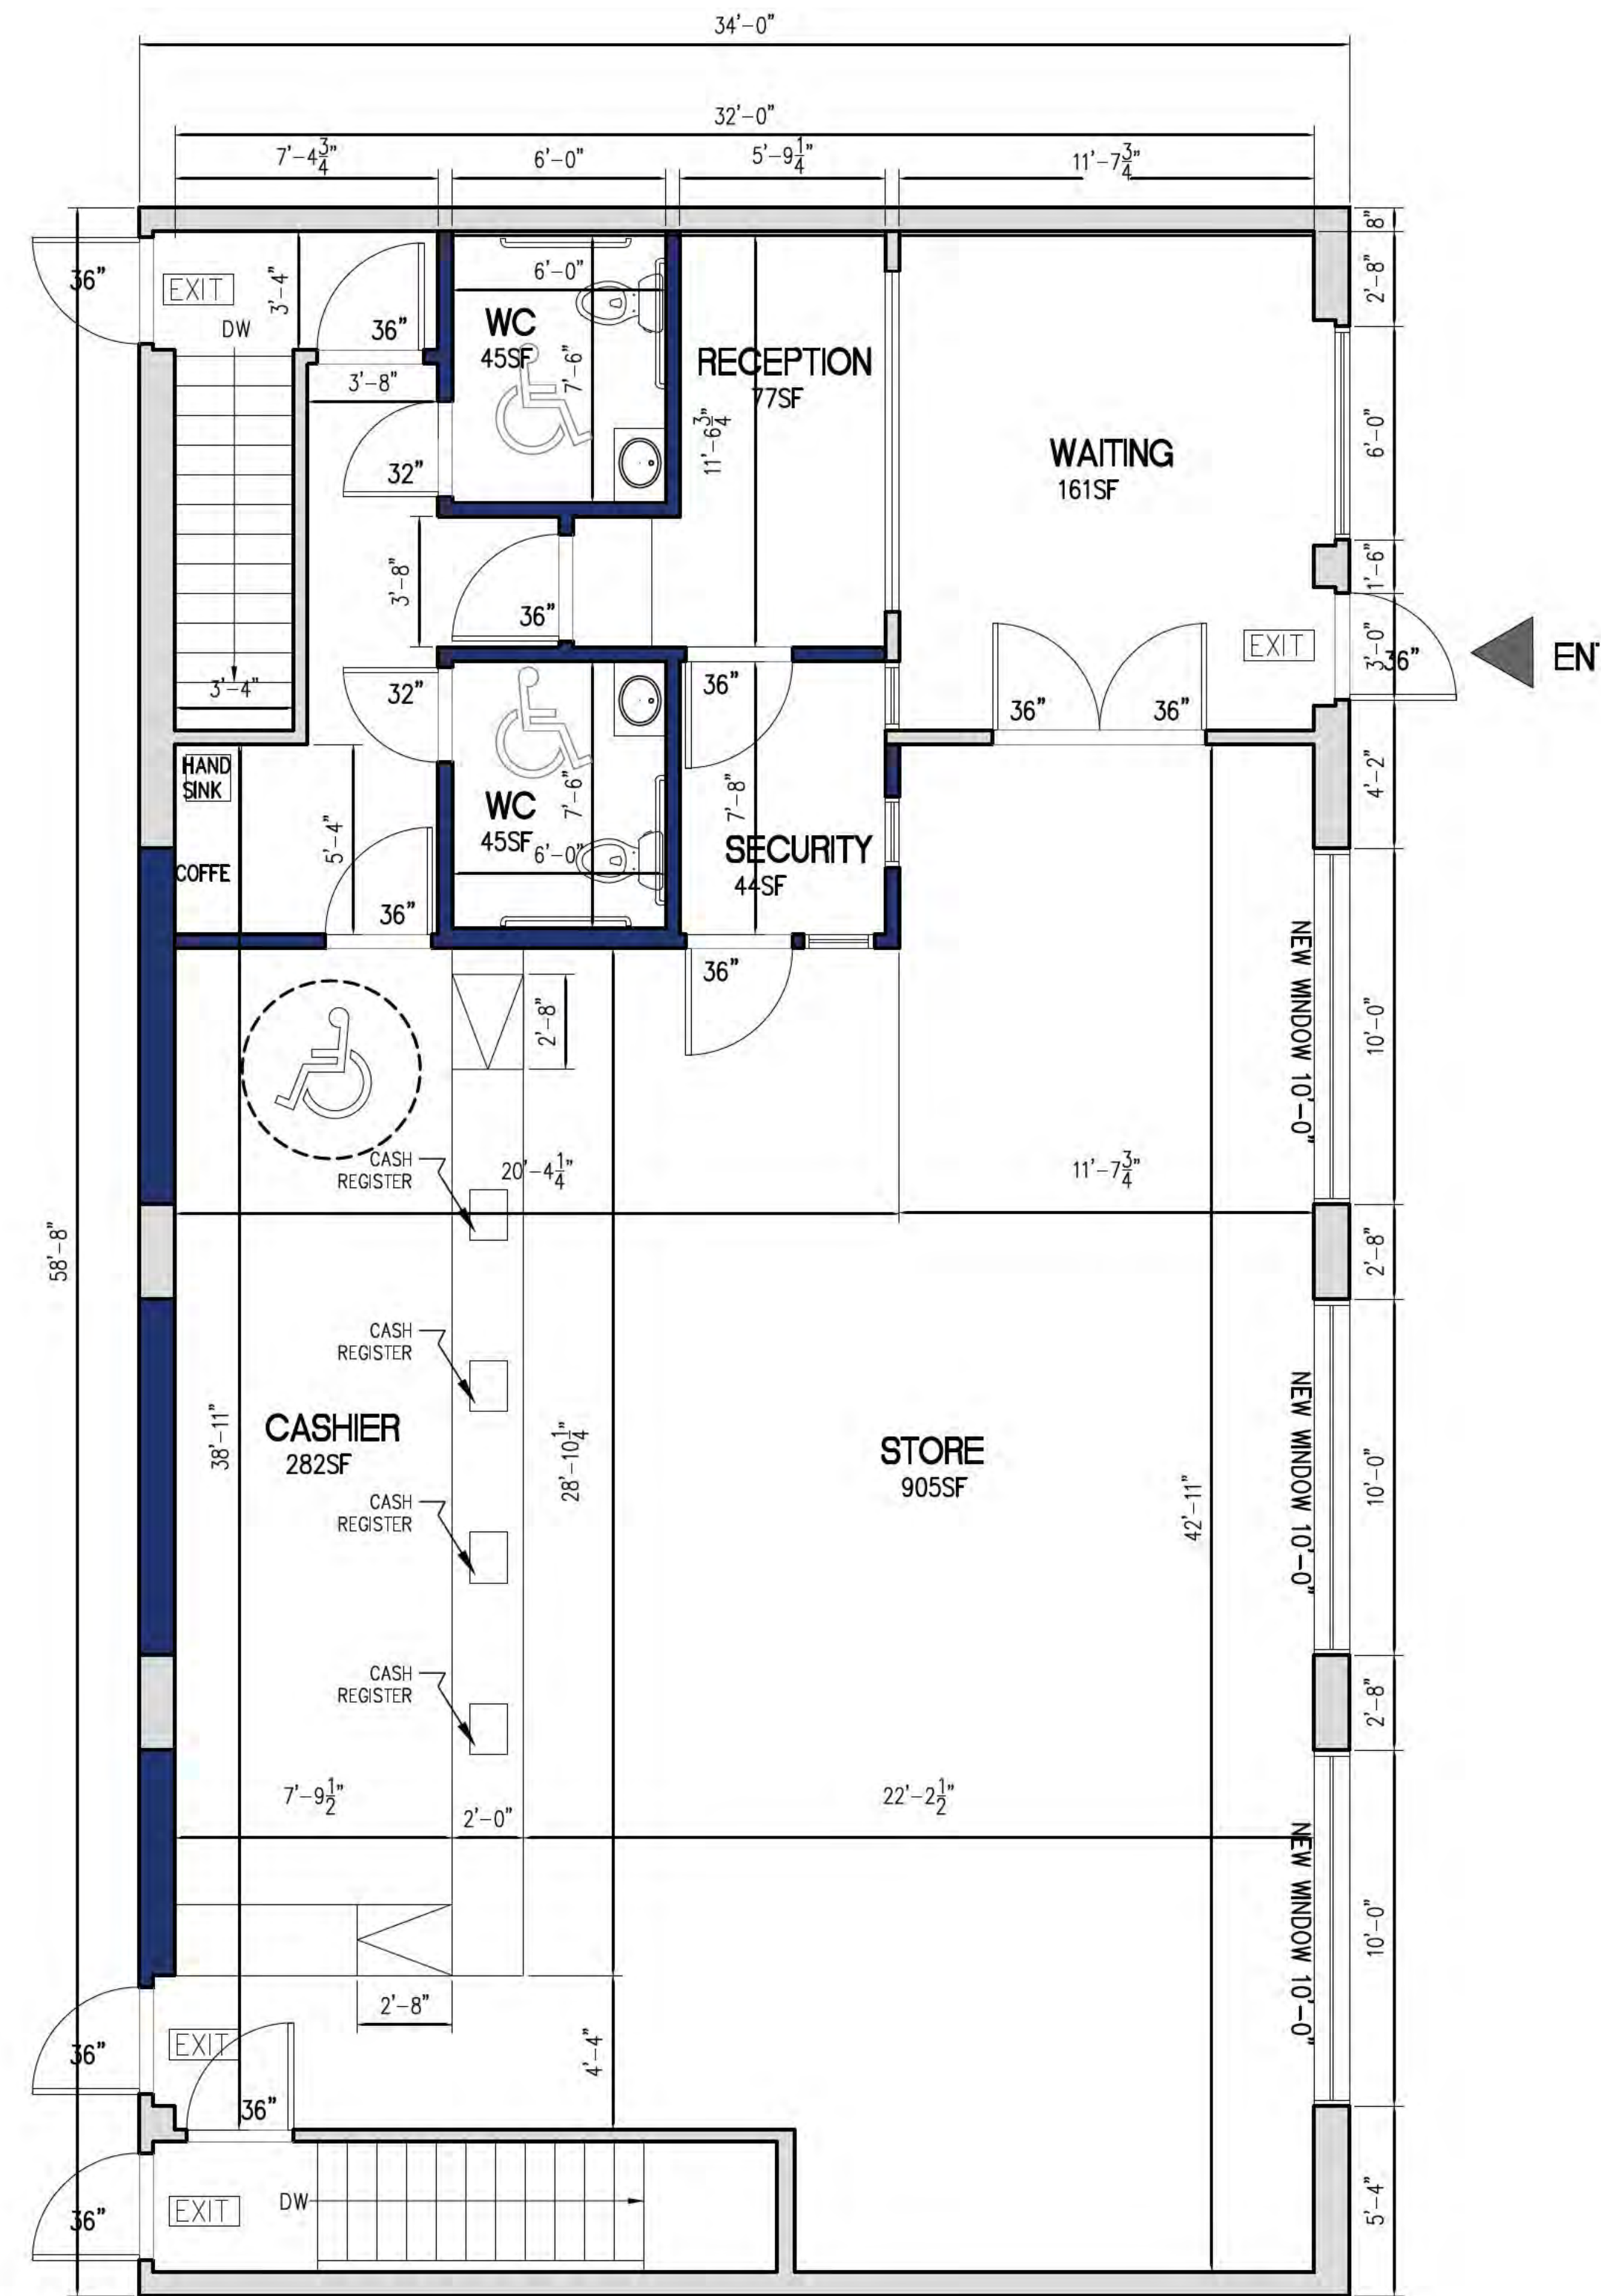 34'-0"
32'-0"
7'-4 3/4"
6'-0"
5'-9 1/4"
11'-7 3/4"
8"
36"
EXIT
3'-4"
DW
36"
3'-8"
6'-0"
WC
45SF
7'-6"
RECEPTION
77SF
11'-6 3/4"
2'-8"
WAITING
161SF
6'-0"
32"
3'-8"
36"
1'-6"
EXIT
3'-0"
36"
EN
3'-4"
32"
36"
36"
36"
HAND
SINK
5'-4"
7'-6"
WC
45SF
6'-0"
7'-8"
SECURITY
44SF
4'-2"
COFFE
36"
36"
2'-8"
NEW WINDOW 10'-0"
10'-0"
CASH
REGISTER
20'-4 1/4"
11'-7 3/4"
58'-8"
2'-8"
CASH
REGISTER
38'-11"
CASHIER
282SF
28'-10 1/4"
STORE
905SF
42'-11"
NEW WINDOW 10'-0"
10'-0"
CASH
REGISTER
CASH
REGISTER
2'-8"
7'-9 1/2"
2'-0"
22'-2 1/2"
NEW WINDOW 10'-0"
10'-0"
2'-8"
36"
EXIT
4'-4"
36"
36"
EXIT
DW
5'-4"